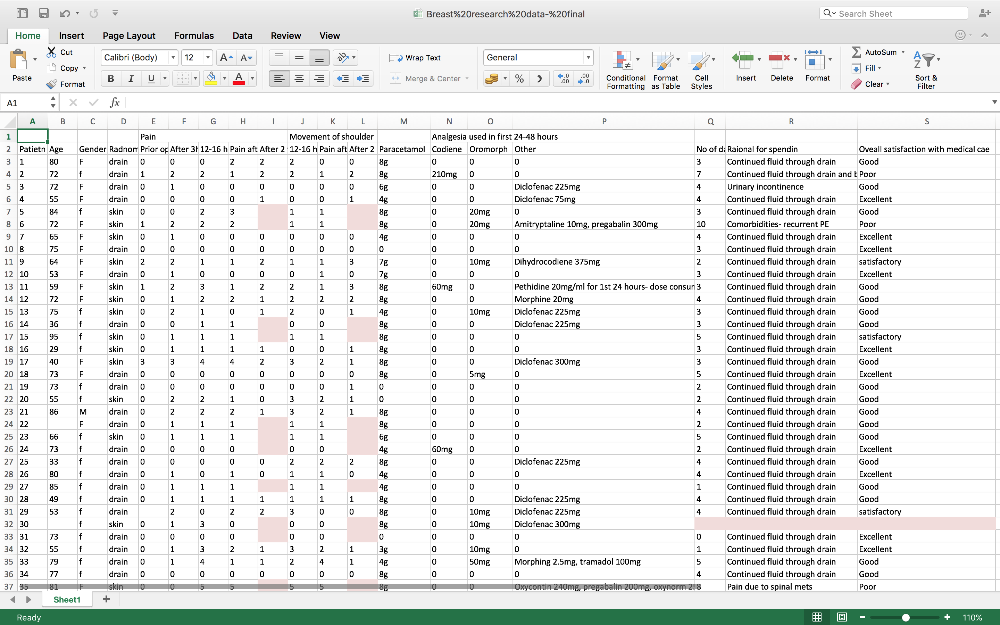 Breast%20research%20data-%20final
Search Sheet
Home Insert Page Layout Formulas Data Review View
Paste Cut Copy Format
Calibri (Body) 12
Wrap Text
Merge & Center
General
Conditional Formatting Format as Table Cell Styles
Insert Delete Format
AutoSum Fill Clear
Sort & Filter
A1 fx
A B C D E F G H I J K L M N O P Q R S
1 Pain Movement of shoulder Analgesia used in first 24-48 hours
2 Patietn Age Gender Radnom Prior op After 3h 12-16 h Pain aft After 2 12-16 h Pain aft After 2 Paracetamol Codiene Oromorph Other No of da Raional for spendin Oveall satisfaction with medical cae
3 1 80 F drain 0 0 0 2 2 2 0 0 8g 0 0 0 3 Continued fluid through drain Good
4 2 72 f drain 1 2 2 1 2 2 1 2 8g 210mg 0 0 7 Continued fluid through drain and b Poor
5 3 72 F drain 0 1 0 0 0 0 0 0 6g 0 0 Diclofenac 225mg 4 Urinary incontinence Good
6 4 55 F drain 0 0 0 0 1 0 0 1 4g 0 0 Diclofenac 75mg 4 Continued fluid through drain Excellent
7 5 84 f skin 0 0 2 3 1 1 8g 0 20mg 0 3 Continued fluid through drain Good
8 6 72 F skin 1 2 2 2 1 1 8g 0 20mg Amitryptaline 10mg, pregabalin 300mg 10 Comorbidities- recurrent PE Poor
9 7 65 F skin 0 1 0 0 0 0 0 0 4g 0 0 0 4 Continued fluid through drain Excellent
10 8 75 F drain 0 0 0 0 0 0 0 0 0 0 0 0 3 Continued fluid through drain Excellent
11 9 64 F skin 2 2 1 1 2 1 1 3 7g 0 10mg Dihydrocodiene 375mg 2 Continued fluid through drain satisfactory
12 10 53 F drain 0 1 0 0 0 0 1 0 7g 0 0 0 3 Continued fluid through drain Excellent
13 11 59 F skin 1 2 3 1 2 2 1 3 8g 60mg 0 Pethidine 20mg/ml for 1st 24 hours- dose consun 3 Continued fluid through drain Good
14 12 72 F skin 0 1 2 2 1 2 2 2 8g 0 0 Morphine 20mg 4 Continued fluid through drain Good
15 13 75 f skin 0 2 1 0 1 2 0 1 4g 0 10mg Diclofenac 225mg 3 Continued fluid through drain Good
16 14 36 f drain 0 0 1 1 0 0 8g 0 0 Diclofenac 225mg 3 Continued fluid through drain Good
17 15 95 f skin 0 1 1 1 1 1 8g 0 0 0 5 Continued fluid through drain satisfactory
18 16 29 f skin 0 1 1 1 1 0 0 1 8g 0 0 0 3 Continued fluid through drain Excellent
19 17 40 F skin 3 3 4 4 2 3 2 1 8g 0 0 Diclofenac 300mg 3 Continued fluid through drain Good
20 18 73 F drain 0 0 0 0 0 0 0 0 8g 0 5mg 0 5 Continued fluid through drain Excellent
21 19 73 f drain 0 0 0 0 0 0 0 1 0 0 0 0 2 Continued fluid through drain Good
22 20 55 f skin 0 2 2 1 0 3 2 1 0 0 0 0 2 Continued fluid through drain Good
23 21 86 M drain 0 2 2 2 1 3 2 1 8g 0 0 0 4 Continued fluid through drain Good
24 22 F drain 0 1 1 1 1 1 8g 0 0 0 2 Continued fluid through drain Good
25 23 66 f skin 0 1 1 1 1 1 6g 0 0 0 5 Continued fluid through drain Good
26 24 73 f drain 0 0 0 0 0 0 4g 60mg 0 0 2 Continued fluid through drain Excellent
27 25 33 f drain 0 0 0 0 0 2 2 2 8g 0 0 Diclofenac 225mg 4 Continued fluid through drain Good
28 26 80 f drain 0 1 0 1 0 1 1 0 4g 0 0 0 4 Continued fluid through drain Excellent
29 27 85 f drain 0 1 1 1 1 1 4g 0 0 0 1 Continued fluid through drain Good
30 28 49 f drain 0 1 1 1 1 1 1 1 8g 0 0 Diclofenac 225mg 4 Continued fluid through drain Good
31 29 53 f drain 2 0 2 2 3 0 0 8g 0 10mg Diclofenac 225mg 4 Continued fluid through drain satisfactory
32 30 f skin 0 1 3 0 0 0 8g 0 10mg Diclofenac 300mg
33 31 73 f drain 0 0 0 0 0 0 0 0 0 0 0 Continued fluid through drain Excellent
34 32 55 f drain 0 1 3 2 1 3 2 1 3g 0 10mg 0 1 Continued fluid through drain Excellent
35 33 79 f drain 0 1 4 1 1 2 4 1 4g 0 50mg Morphing 2.5mg, tramadol 100mg 5 Continued fluid through drain Good
36 34 77 f drain 0 0 0 0 0 0 0 0 8g 0 0 0 4 Continued fluid through drain Good
37 35 81 F skin 0 0 5 5 5 5 8g 0 0 Oxycontin 240mg, pregabalin 200mg, oxynorm 8 Pain due to spinal mets Poor
Sheet1
Ready 110%